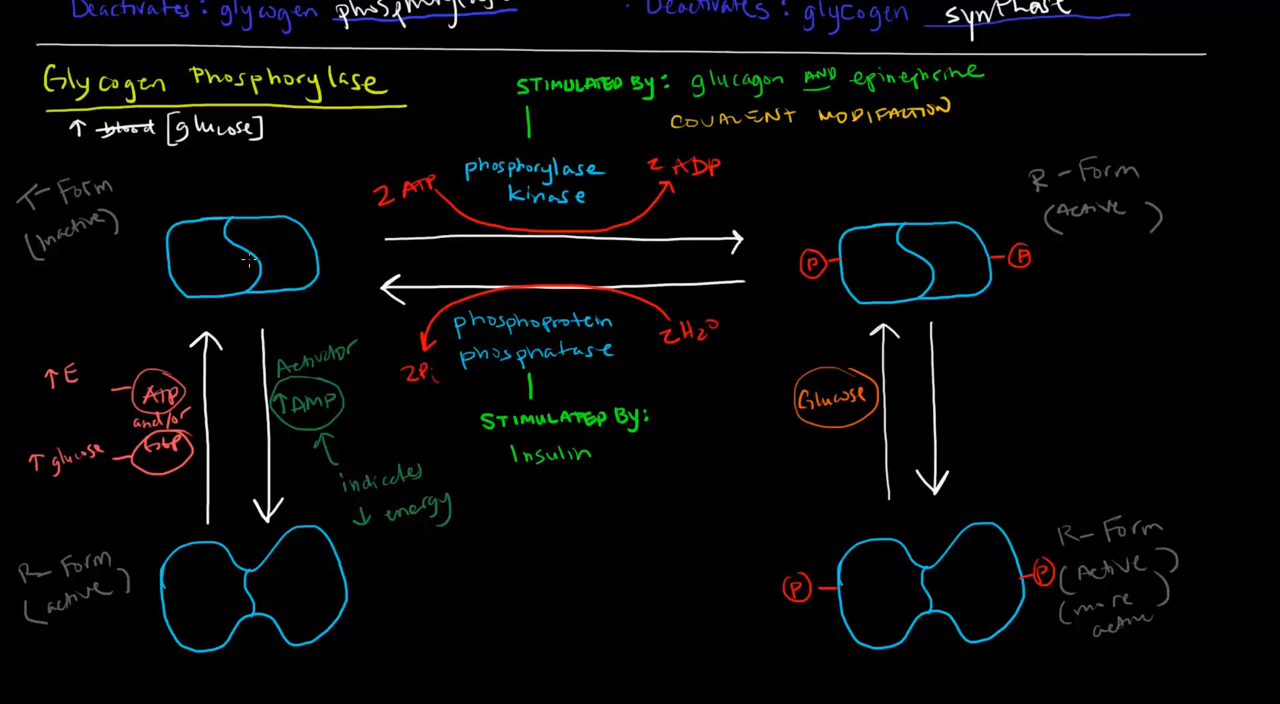 Deactivates: glycogen phosphorylase
· Deactivates: glycogen synthase
Glycogen Phosphorylase
↑ blood [glucose]
STIMULATED By: glucagon AND epinephrine
COVALENT MODIFACTION
T-Form
(Inactive)
2 ATP
phosphorylase
kinase
2 ADP
R-Form
(Active)
P
P
phosphoprotein
phosphatase
2Pi
2H2O
STIMULATED By:
Insulin
↑E
ATP
and/or
G6P
↑ glucose
Activator
↑AMP
indicates
↓ energy
Glucose
R-Form
(active)
P
P
R-Form
(Active)
(more
active)